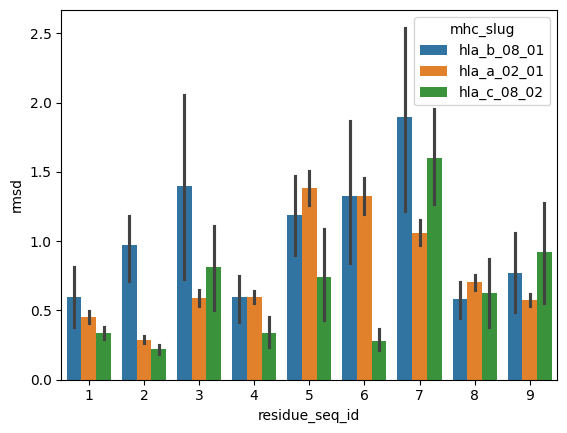 mhc_slug
hla_b_08_01
hla_a_02_01
hla_c_08_02
2.5
2.0
1.5
1.0
0.5
0.0
rmsd
1 2 3 4 5 6 7 8 9
residue_seq_id